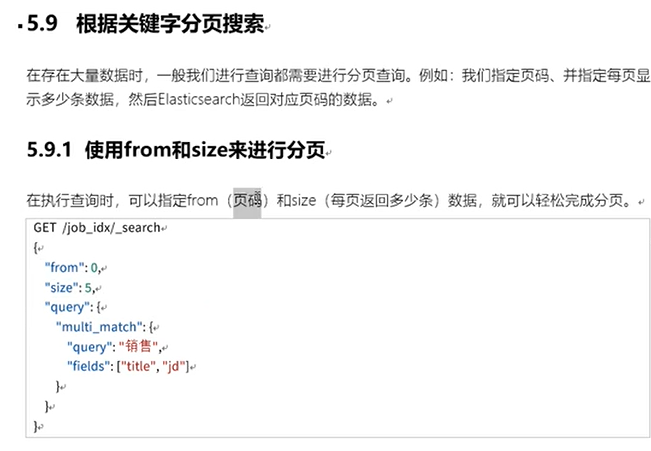 5.9 根据关键字分页搜索
在存在大量数据时，一般我们进行查询都需要进行分页查询。例如：我们指定页码、并指定每页显
示多少条数据，然后Elasticsearch返回对应页码的数据。
5.9.1 使用from和size来进行分页
在执行查询时，可以指定from（页码）和size（每页返回多少条）数据，就可以轻松完成分页。
GET /job_idx/_search
{
"from": 0,
"size": 5,
"query": {
"multi_match": {
"query": "销售",
"fields": ["title", "jd"]
}
}
}